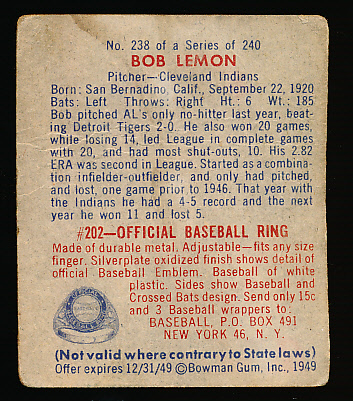 No. 238 of a Series of 240
BOB LEMON
Pitcher—Cleveland Indians
Born: San Bernadino, Calif., September 22, 1920
Bats: Left Throws: Right Ht.: 6 Wt.: 185
Bob pitched AL's only no-hitter last year, beat-
ing Detroit Tigers 2-0. He also won 20 games,
while losing 14, led League in complete games
with 20, and had most shut-outs, 10. His 2.82
ERA was second in League. Started as a combina-
tion infielder-outfielder, and only had pitched,
and lost, one game prior to 1946. That year with
the Indians he had a 4-5 record and the next
year he won 11 and lost 5.
#202—OFFICIAL BASEBALL RING
Made of durable metal. Adjustable—fits any size
finger. Silverplate oxidized finish shows detail of
official Baseball Emblem. Baseball of white
plastic. Sides show Baseball and
Crossed Bats design. Send only 15c
and 3 Baseball wrappers to:
BASEBALL, P.O. BOX 491
NEW YORK 46, N. Y.
OFFICIAL
BASEBALL
(Not valid where contrary to State laws)
Offer expires 12/31/49 ©Bowman Gum, Inc., 1949